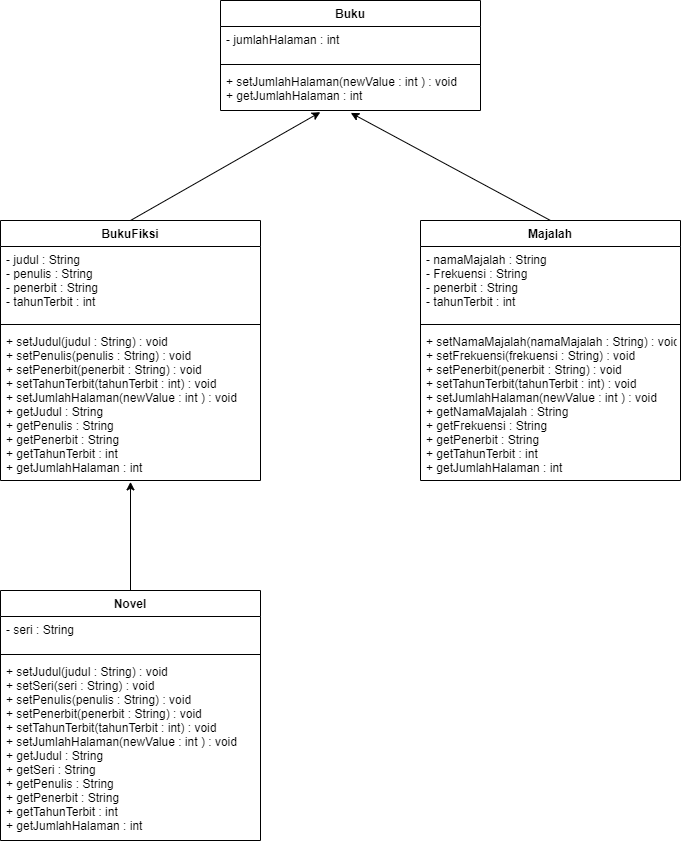 Buku
- jumlahHalaman : int
+ setJumlahHalaman(newValue : int ) : void
+ getJumlahHalaman : int
BukuFiksi
- judul : String
- penulis : String
- penerbit : String
- tahunTerbit : int
+ setJudul(judul : String) : void
+ setPenulis(penulis : String) : void
+ setPenerbit(penerbit : String) : void
+ setTahunTerbit(tahunTerbit : int) : void
+ setJumlahHalaman(newValue : int ) : void
+ getJudul : String
+ getPenulis : String
+ getPenerbit : String
+ getTahunTerbit : int
+ getJumlahHalaman : int
Majalah
- namaMajalah : String
- Frekuensi : String
- penerbit : String
- tahunTerbit : int
+ setNamaMajalah(namaMajalah : String) : void
+ setFrekuensi(frekuensi : String) : void
+ setPenerbit(penerbit : String) : void
+ setTahunTerbit(tahunTerbit : int) : void
+ setJumlahHalaman(newValue : int ) : void
+ getNamaMajalah : String
+ getFrekuensi : String
+ getPenerbit : String
+ getTahunTerbit : int
+ getJumlahHalaman : int
Novel
- seri : String
+ setJudul(judul : String) : void
+ setSeri(seri : String) : void
+ setPenulis(penulis : String) : void
+ setPenerbit(penerbit : String) : void
+ setTahunTerbit(tahunTerbit : int) : void
+ setJumlahHalaman(newValue : int ) : void
+ getJudul : String
+ getSeri : String
+ getPenulis : String
+ getPenerbit : String
+ getTahunTerbit : int
+ getJumlahHalaman : int